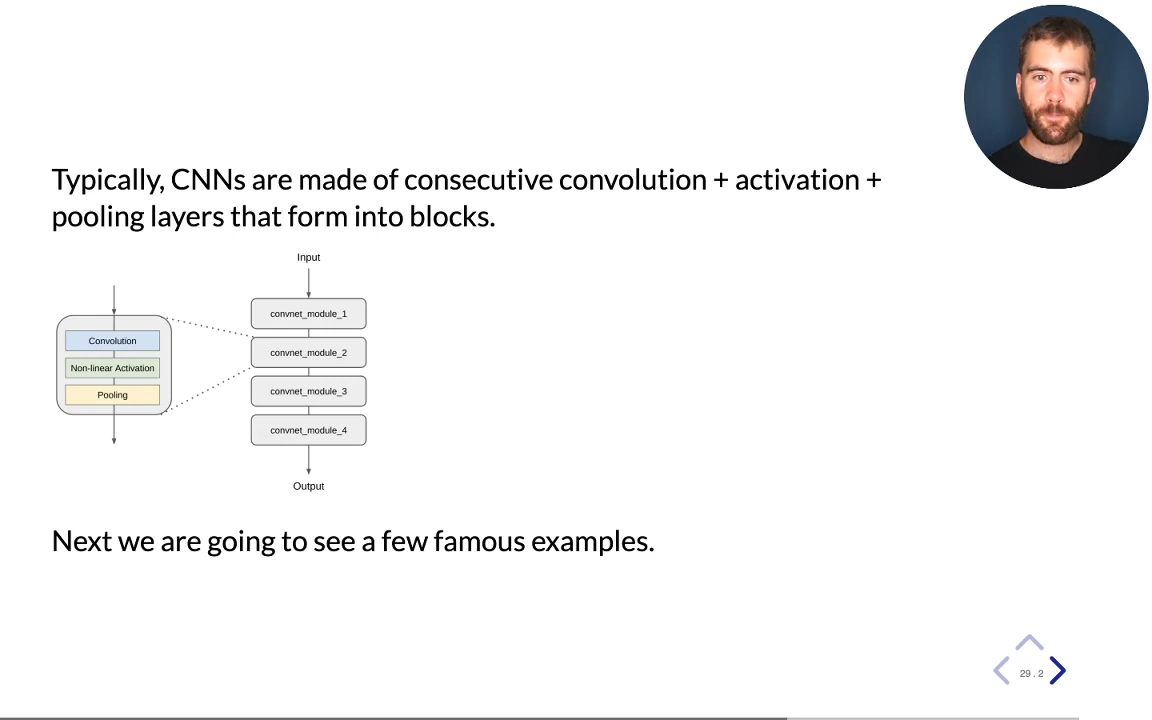 Typically, CNNs are made of consecutive convolution + activation +
pooling layers that form into blocks.
Input
convnet_module_1
Convolution
convnet_module_2
Non-linear Activation
convnet_module_3
Pooling
convnet_module_4
Output
Next we are going to see a few famous examples.
29 . 2